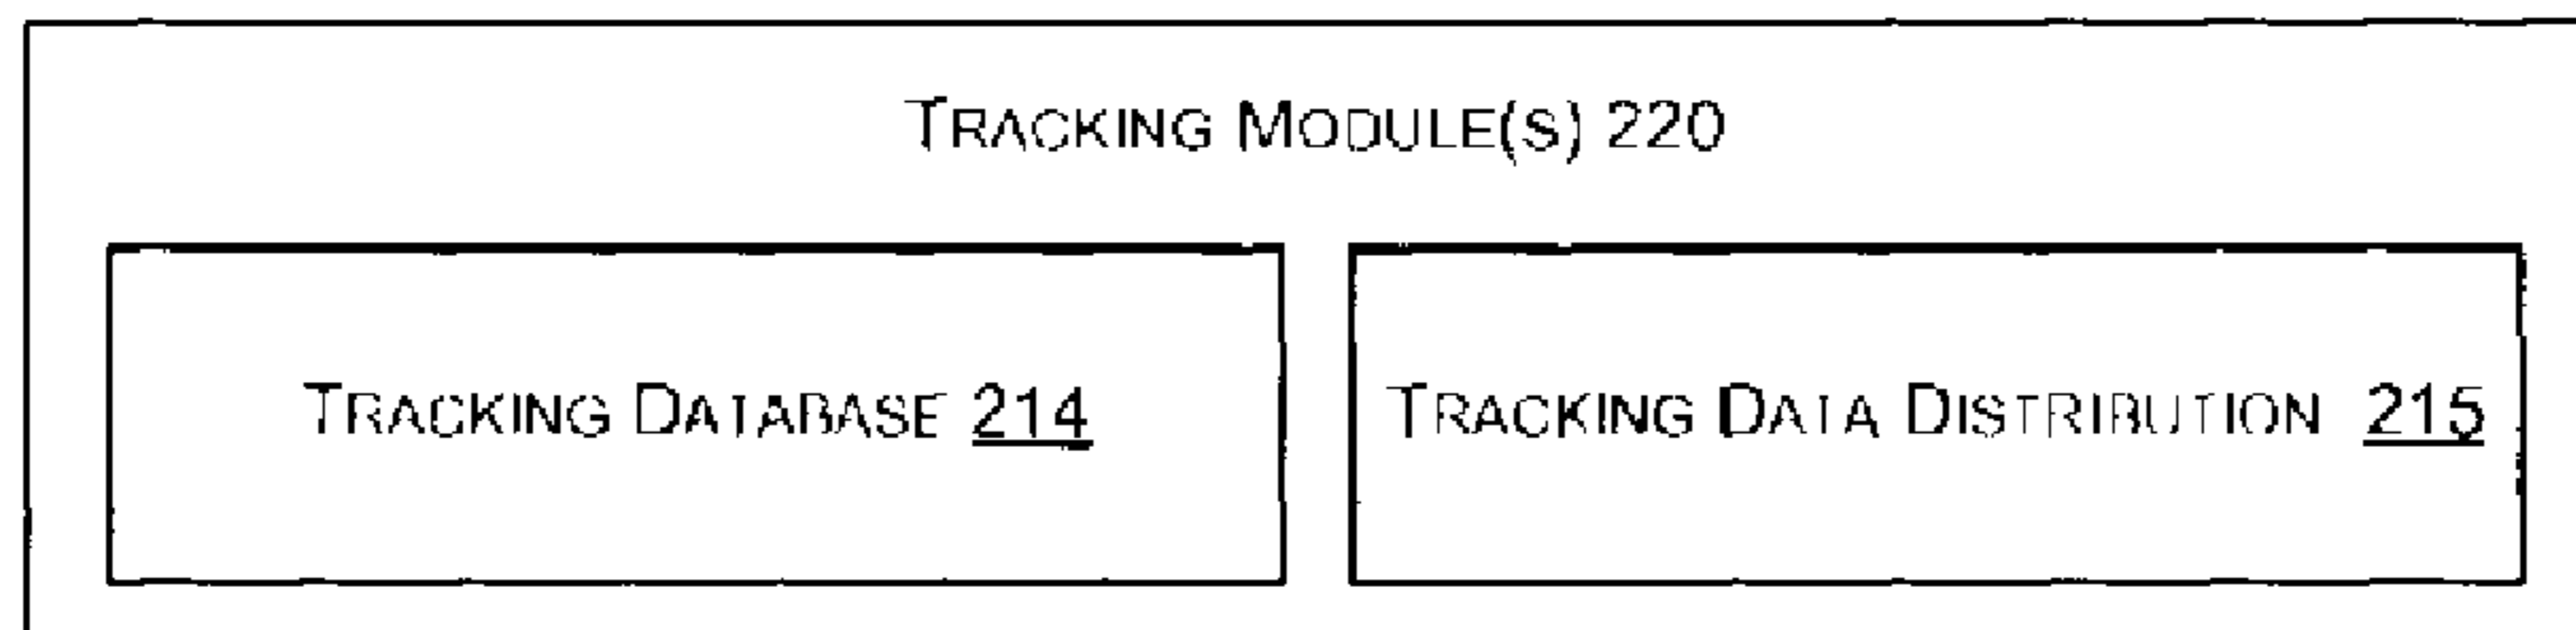 TRACKING MODULE(S) 220
TRACKING DATABASE 214
TRACKING DATA DISTRIBUTION 215